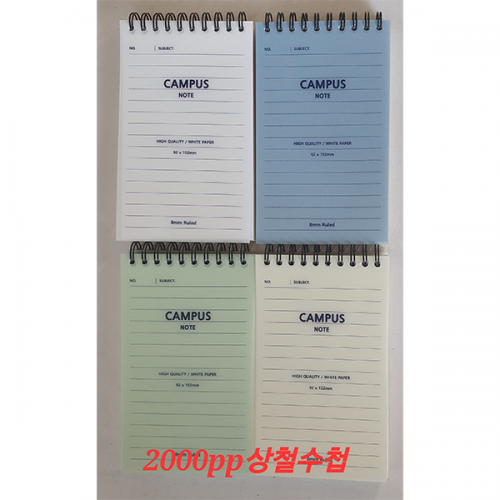 NO. SUBJECT.
CAMPUS
NOTE
HIGH QUALITY / WHITE PAPER
92 x 152mm
8mm Ruled
NO. SUBJECT.
CAMPUS
NOTE
HIGH QUALITY / WHITE PAPER
92 x 152mm
8mm Ruled
NO. SUBJECT.
CAMPUS
NOTE
HIGH QUALITY / WHITE PAPER
92 x 152mm
NO. SUBJECT.
CAMPUS
NOTE
HIGH QUALITY / WHITE PAPER
92 x 152mm
8mm Ruled
2000pp상철수첩